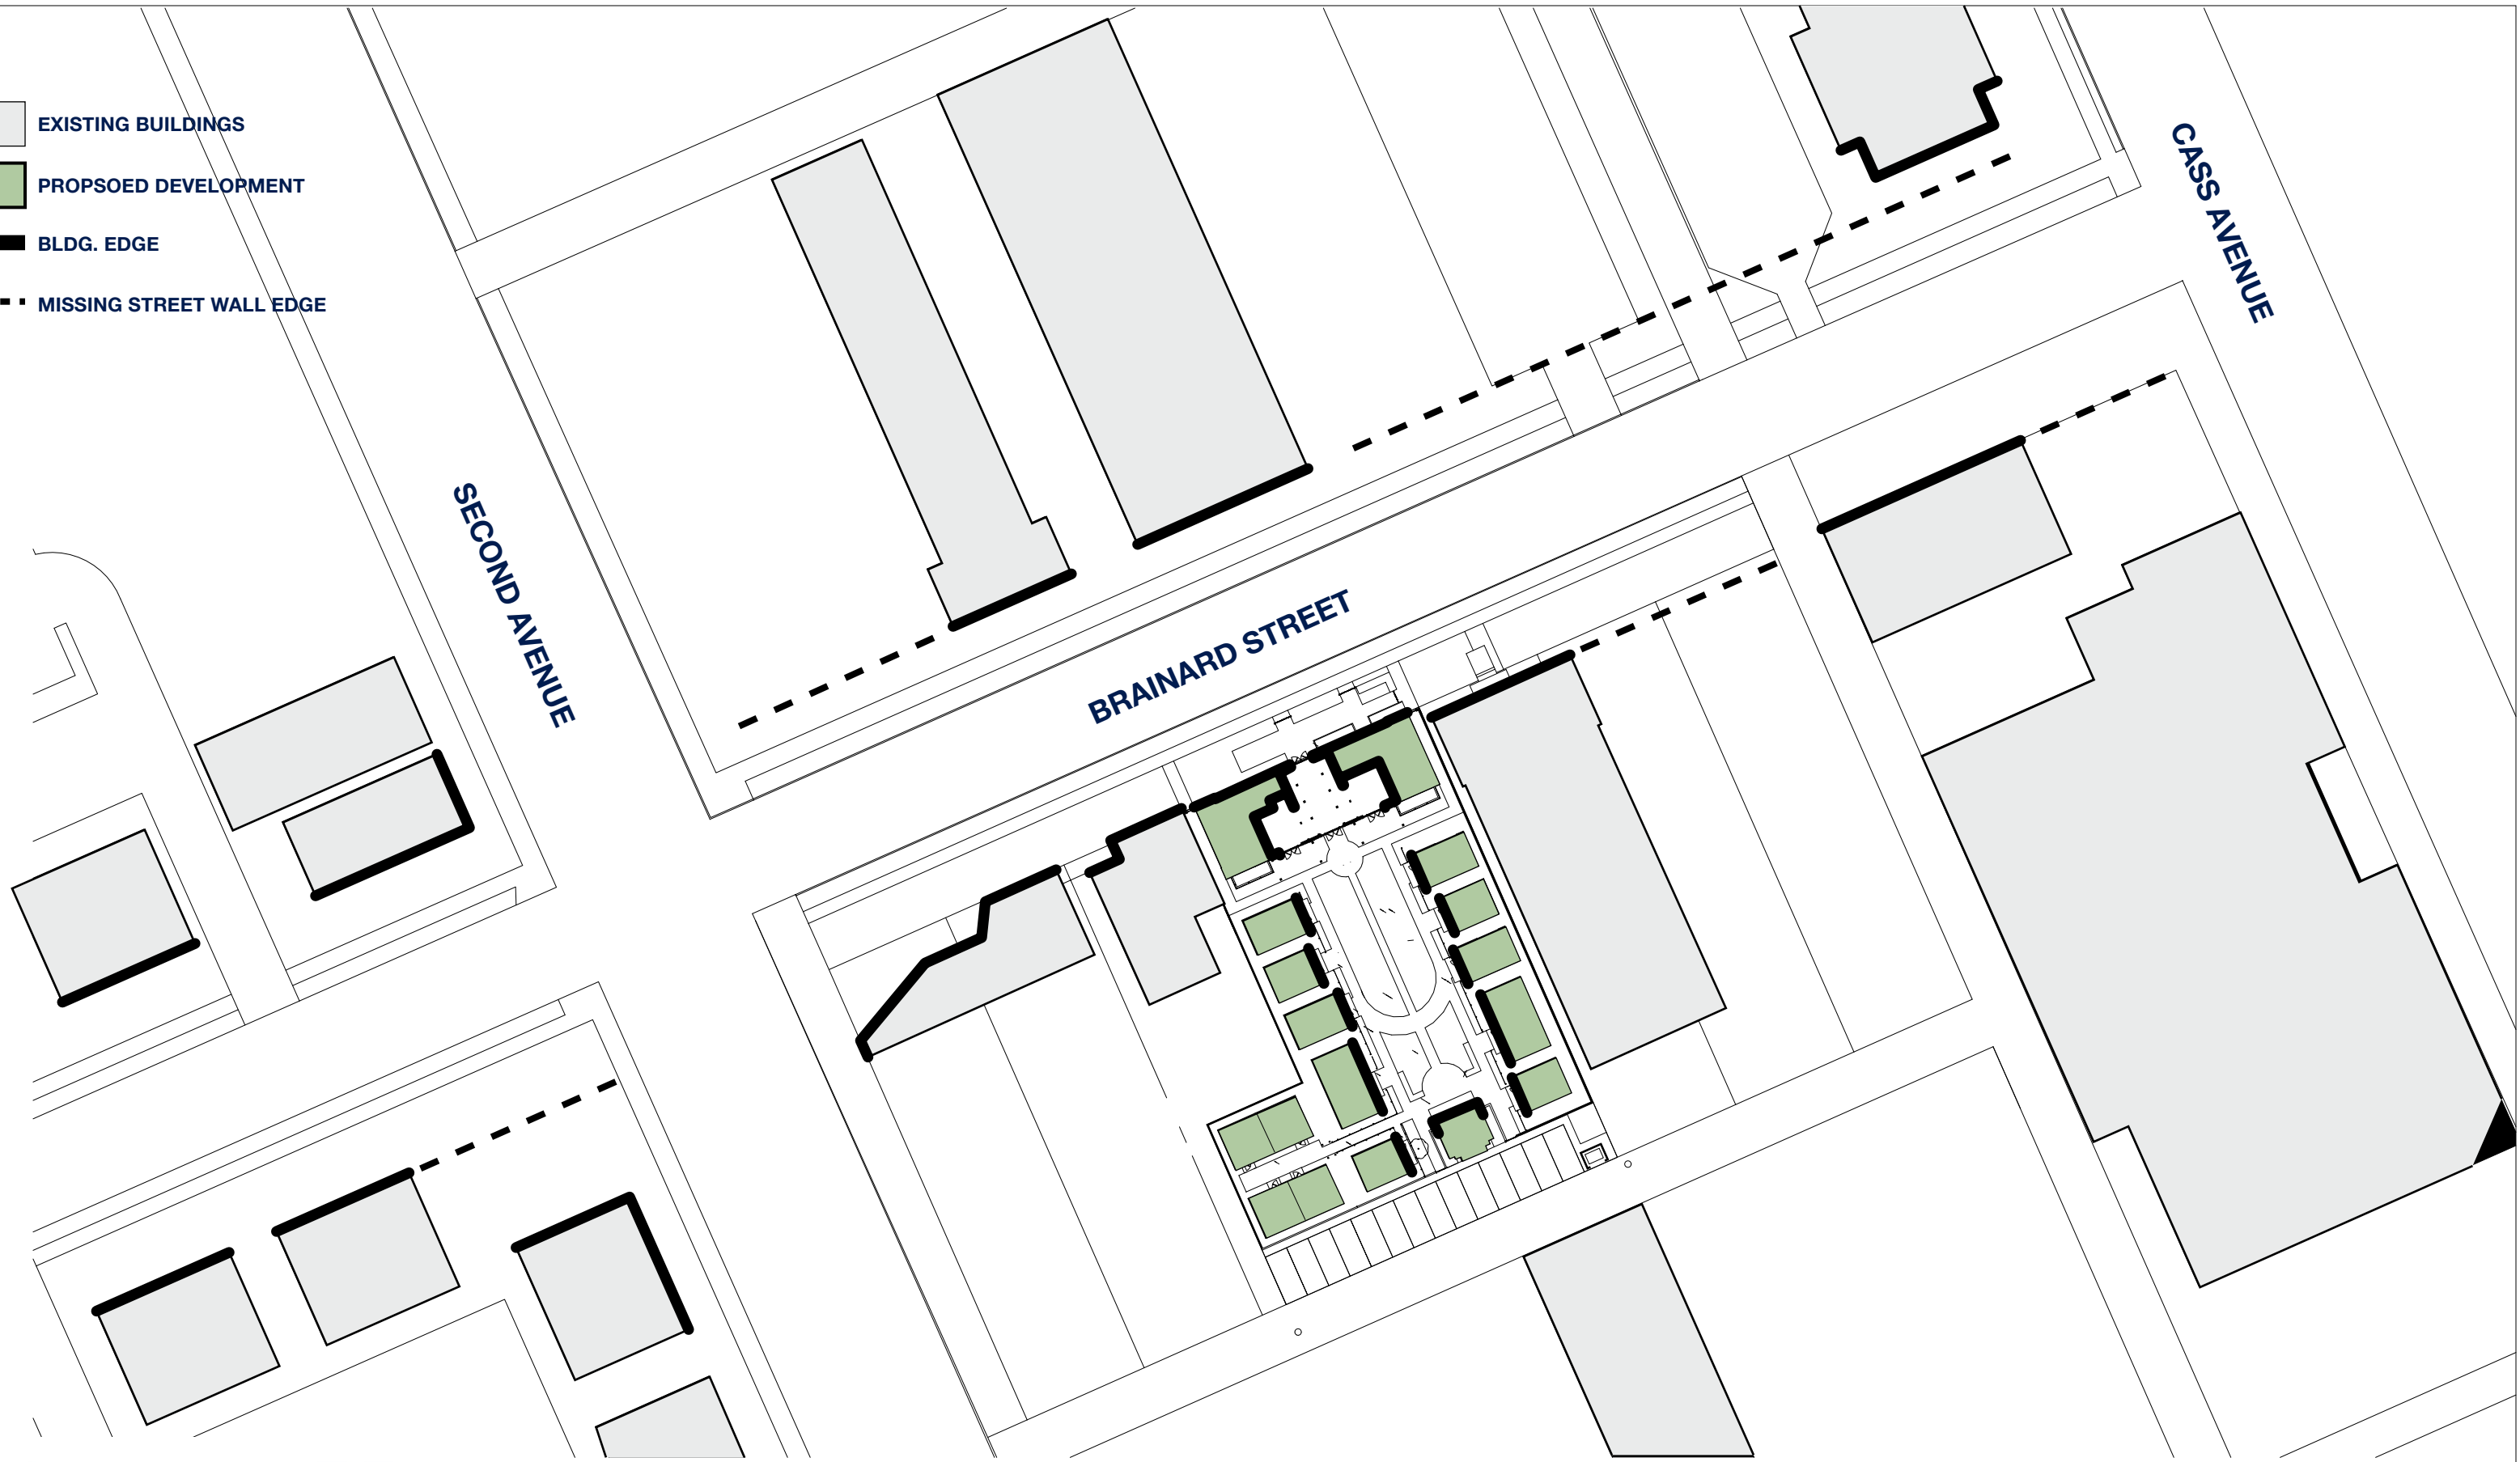 EXISTING BUILDINGS
PROPSOED DEVELOPMENT
BLDG. EDGE
MISSING STREET WALL EDGE
CASS AVENUE
SECOND AVENUE
BRAINARD STREET